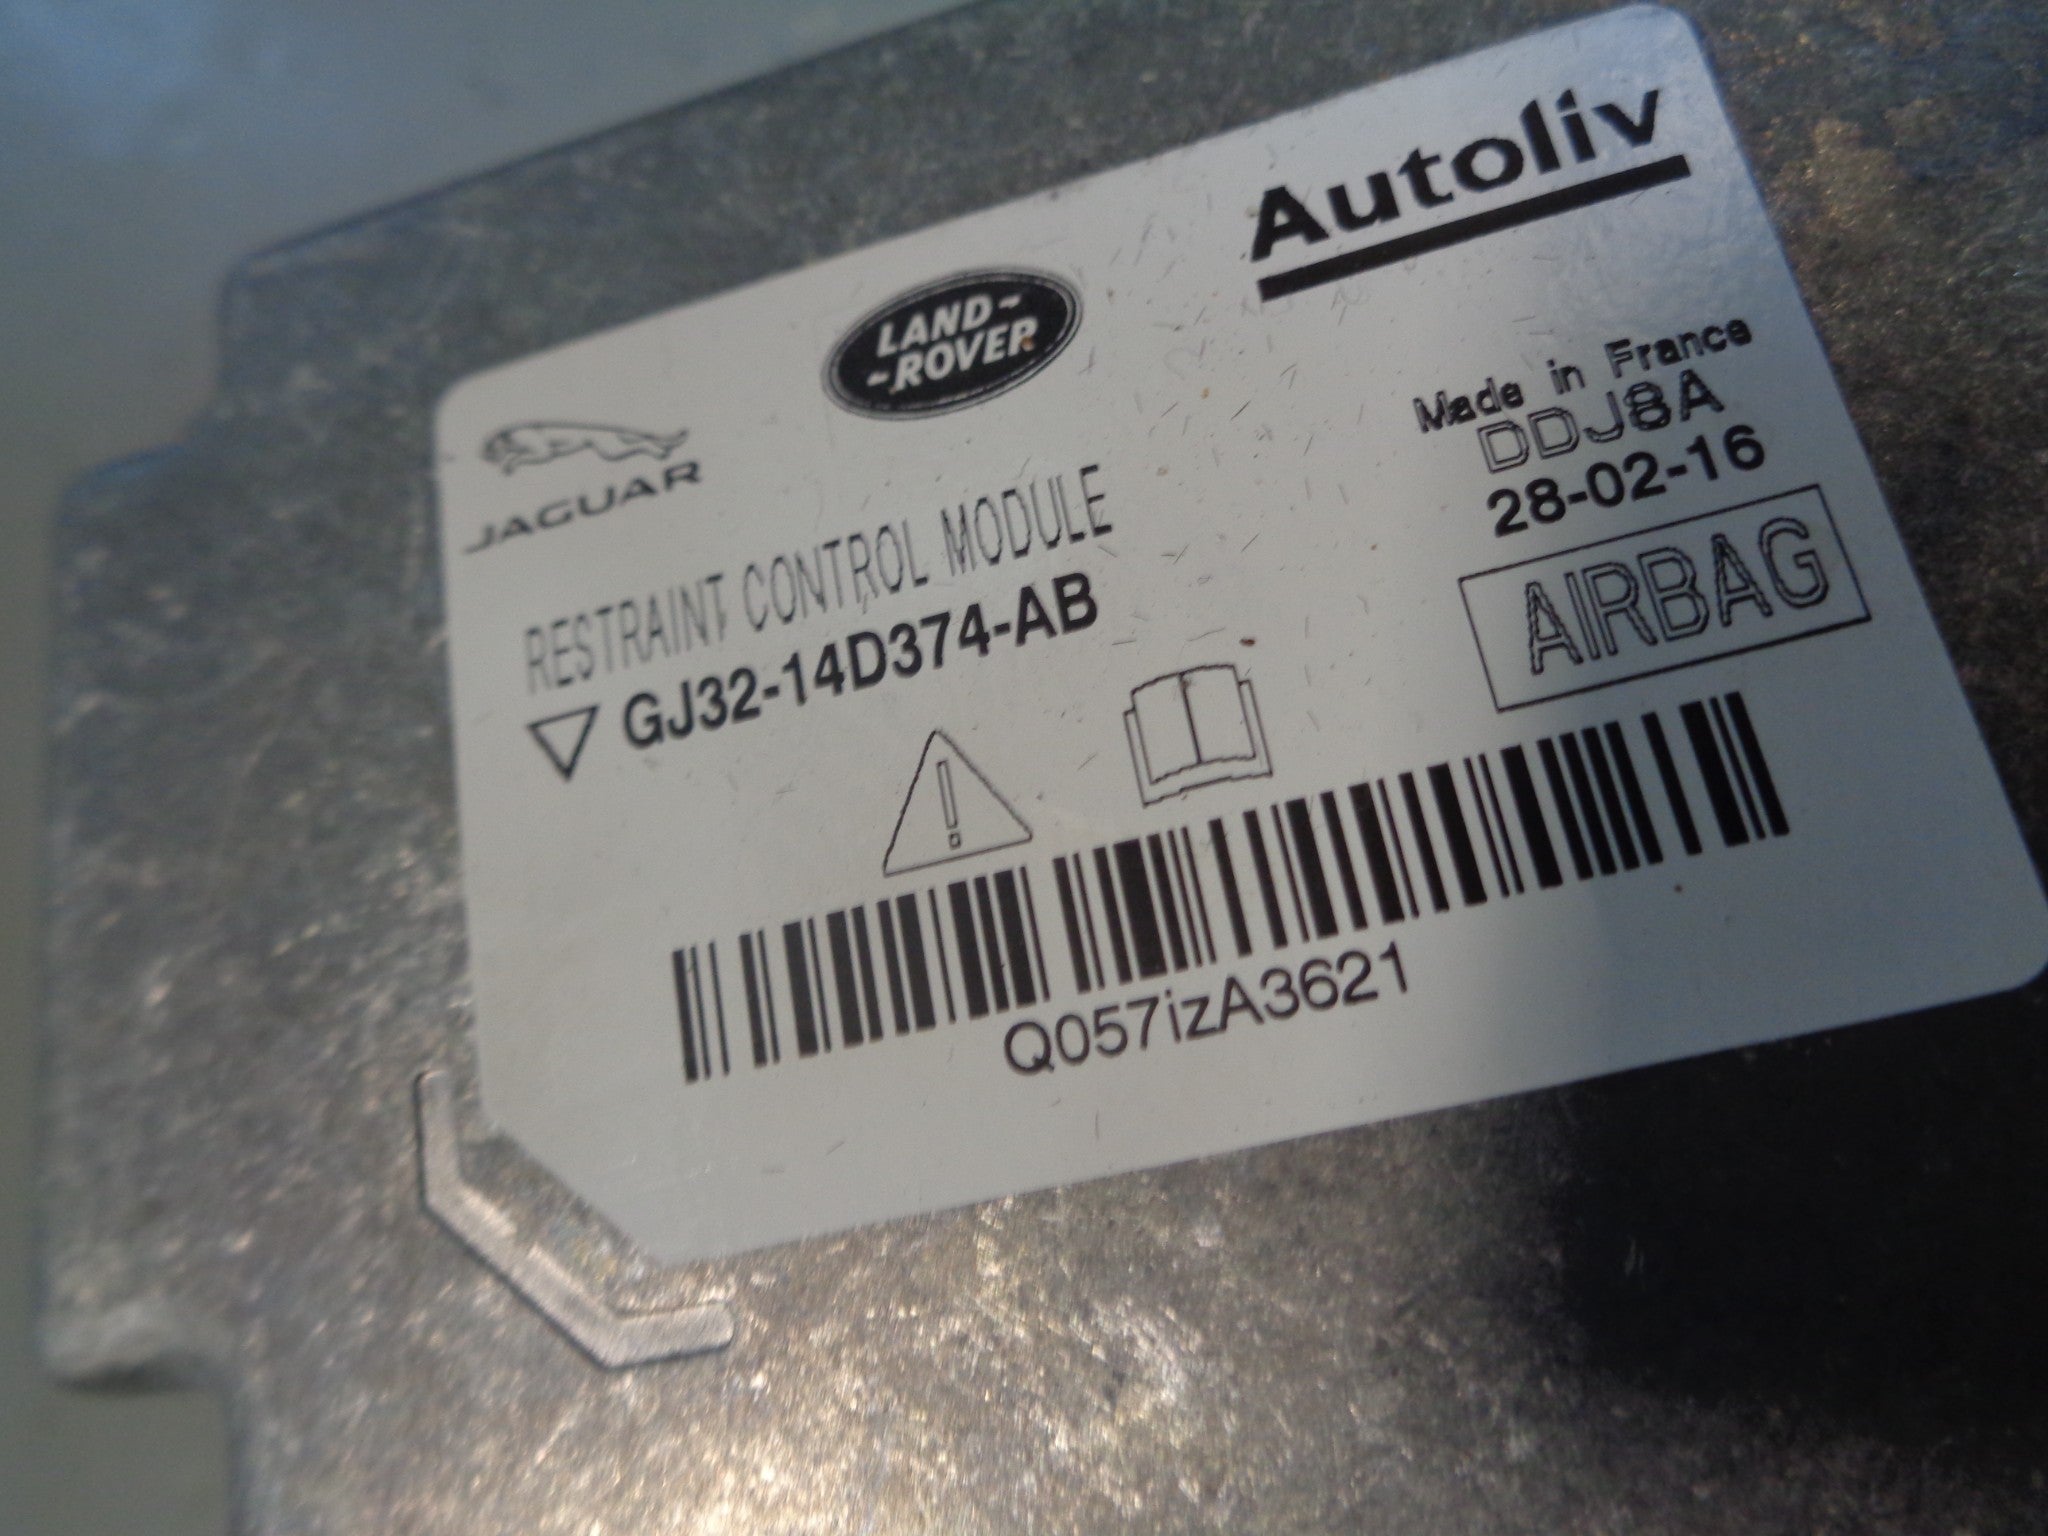 Autoliv
LAND-
-ROVER
JAGUAR
Made in France
DDJ8A
28-02-16
RESTRAINT CONTROL MODULE
GJ32-14D374-AB
AIRBAG
Q057izA3621